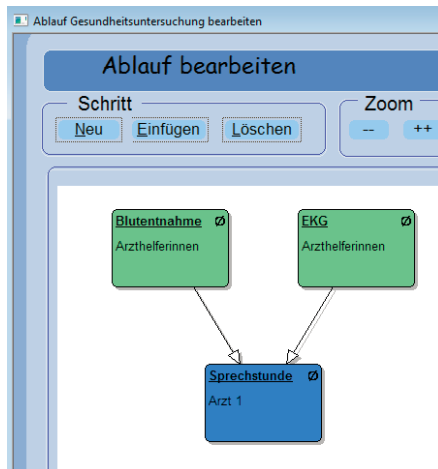 Ablauf Gesundheitsuntersuchung bearbeiten
Ablauf bearbeiten
Schritt
Zoom
Neu Einfügen Löschen
-- ++
Blutentnahme Ø
Arzthelferinnen
EKG Ø
Arzthelferinnen
Sprechstunde Ø
Arzt 1